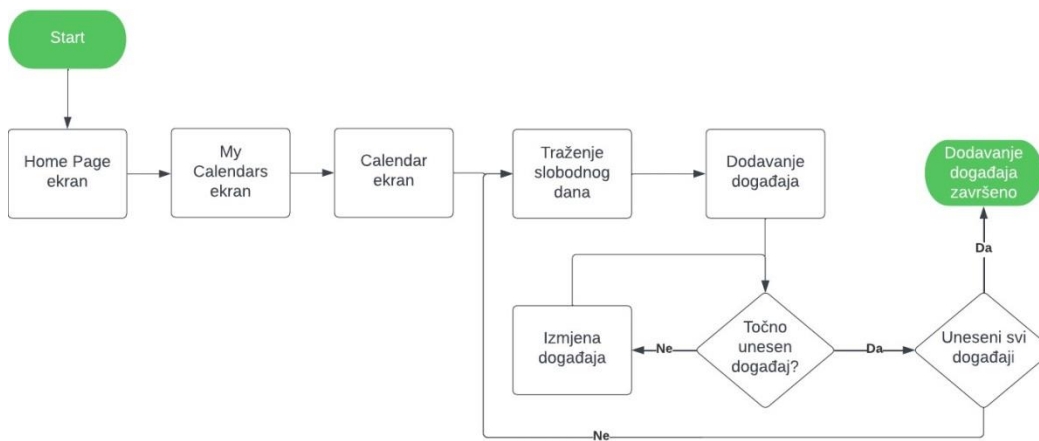 Start
Home Page
ekran
My
Calendars
ekran
Calendar
ekran
Traženje
slobodnog
dana
Dodavanje
događaja
Dodavanje
događaja
završeno
Da
Izmjena
događaja
Ne
Točno
unesen
događaj?
Da
Uneseni svi
događaji
Ne